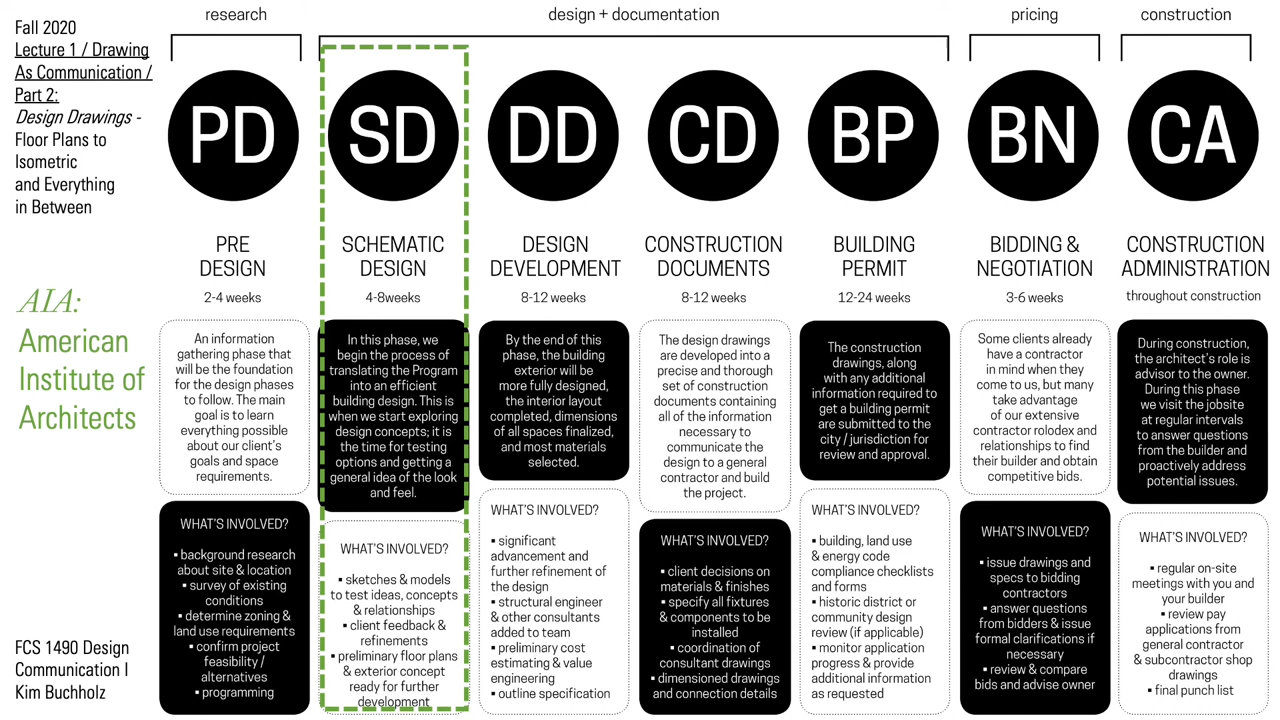 Fall 2020
Lecture 1 / Drawing
As Communication /
Part 2:
Design Drawings -
Floor Plans to
Isometric
and Everything
in Between
AIA:
American
Institute of
Architects
FCS 1490 Design
Communication I
Kim Buchholz
research
design + documentation
pricing
construction
PD
PRE
DESIGN
2-4 weeks
An information
gathering phase that
will be the foundation
for the design phases
to follow. The main
goal is to learn
everything possible
about our client's
goals and space
requirements.
WHAT'S INVOLVED?
▪ background research
about site & location
▪ survey of existing
conditions
▪ determine zoning &
land use requirements
▪ confirm project
feasibility /
alternatives
▪ programming
SD
SCHEMATIC
DESIGN
4-8weeks
In this phase, we
begin the process of
translating the Program
into an efficient
building design. This is
when we start exploring
design concepts; it is
the time for testing
options and getting a
general idea of the look
and feel.
WHAT'S INVOLVED?
▪ sketches & models
to test ideas, concepts
& relationships
▪ client feedback &
refinements
▪ preliminary floor plans
& exterior concept
ready for further
development
DD
DESIGN
DEVELOPMENT
8-12 weeks
By the end of this
phase, the building
exterior will be
more fully designed,
the interior layout
completed, dimensions
of all spaces finalized,
and most materials
selected.
WHAT'S INVOLVED?
▪ significant
advancement and
further refinement of
the design
▪ structural engineer
& other consultants
added to team
▪ preliminary cost
estimating & value
engineering
▪ outline specification
CD
CONSTRUCTION
DOCUMENTS
8-12 weeks
The design drawings
are developed into a
precise and thorough
set of construction
documents containing
all of the information
necessary to
communicate the
design to a general
contractor and build
the project.
WHAT'S INVOLVED?
▪ client decisions on
materials & finishes
▪ specify all fixtures
& components to be
installed
▪ coordination of
consultant drawings
▪ dimensioned drawings
and connection details
BP
BUILDING
PERMIT
12-24 weeks
The construction
drawings, along
with any additional
information required to
get a building permit
are submitted to the
city / jurisdiction for
review and approval.
WHAT'S INVOLVED?
▪ building, land use
& energy code
compliance checklists
and forms
▪ historic district or
community design
review (if applicable)
▪ monitor application
progress & provide
additional information
as requested
BN
BIDDING &
NEGOTIATION
3-6 weeks
Some clients already
have a contractor
in mind when they
come to us, but many
take advantage
of our extensive
contractor rolodex and
relationships to find
their builder and obtain
competitive bids.
WHAT'S INVOLVED?
▪ issue drawings and
specs to bidding
contractors
▪ answer questions
from bidders & issue
formal clarifications if
necessary
▪ review & compare
bids and advise owner
CA
CONSTRUCTION
ADMINISTRATION
throughout construction
During construction,
the architect's role is
advisor to the owner.
During this phase
we visit the jobsite
at regular intervals
to answer questions
from the builder and
proactively address
potential issues.
WHAT'S INVOLVED?
▪ regular on-site
meetings with you and
your builder
▪ review pay
applications from
general contractor
& subcontractor shop
drawings
▪ final punch list